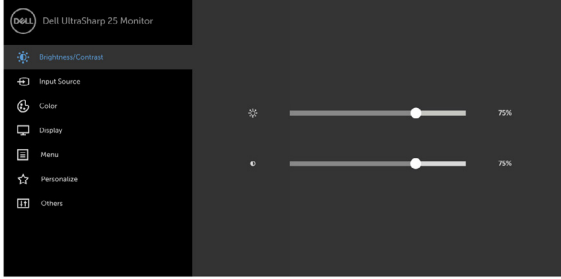 DELL
Dell UltraSharp 25 Monitor
Brightness/Contrast
Input Source
Color
Display
Menu
Personalize
Others
75%
75%